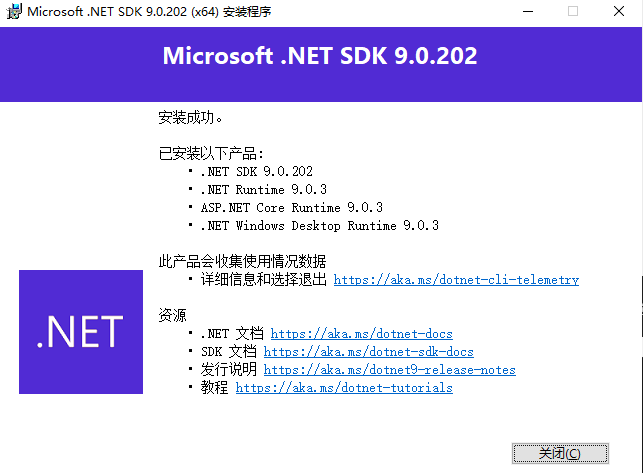 Microsoft .NET SDK 9.0.202 (x64) 安装程序
Microsoft .NET SDK 9.0.202
安装成功。
已安装以下产品:
• .NET SDK 9.0.202
• .NET Runtime 9.0.3
• ASP.NET Core Runtime 9.0.3
• .NET Windows Desktop Runtime 9.0.3
此产品会收集使用情况数据
• 详细信息和选择退出 https://aka.ms/dotnet-cli-telemetry
资源
• .NET 文档 https://aka.ms/dotnet-docs
• SDK 文档 https://aka.ms/dotnet-sdk-docs
• 发行说明 https://aka.ms/dotnet9-release-notes
• 教程 https://aka.ms/dotnet-tutorials
.NET
关闭(C)